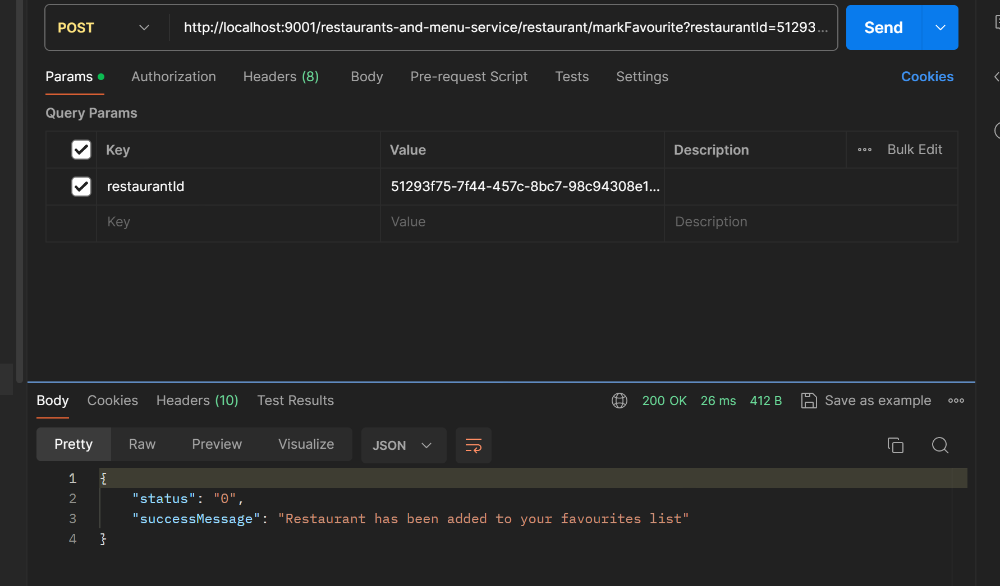 POST http://localhost:9001/restaurants-and-menu-service/restaurant/markFavourite?restaurantId=51293... Send
Params Authorization Headers (8) Body Pre-request Script Tests Settings Cookies
Query Params
Key Value Description Bulk Edit
restaurantId 51293f75-7f44-457c-8bc7-98c94308e1...
Key Value Description
Body Cookies Headers (10) Test Results 200 OK 26 ms 412 B Save as example
Pretty Raw Preview Visualize JSON
1 {
2 "status": "0",
3 "successMessage": "Restaurant has been added to your favourites list"
4 }